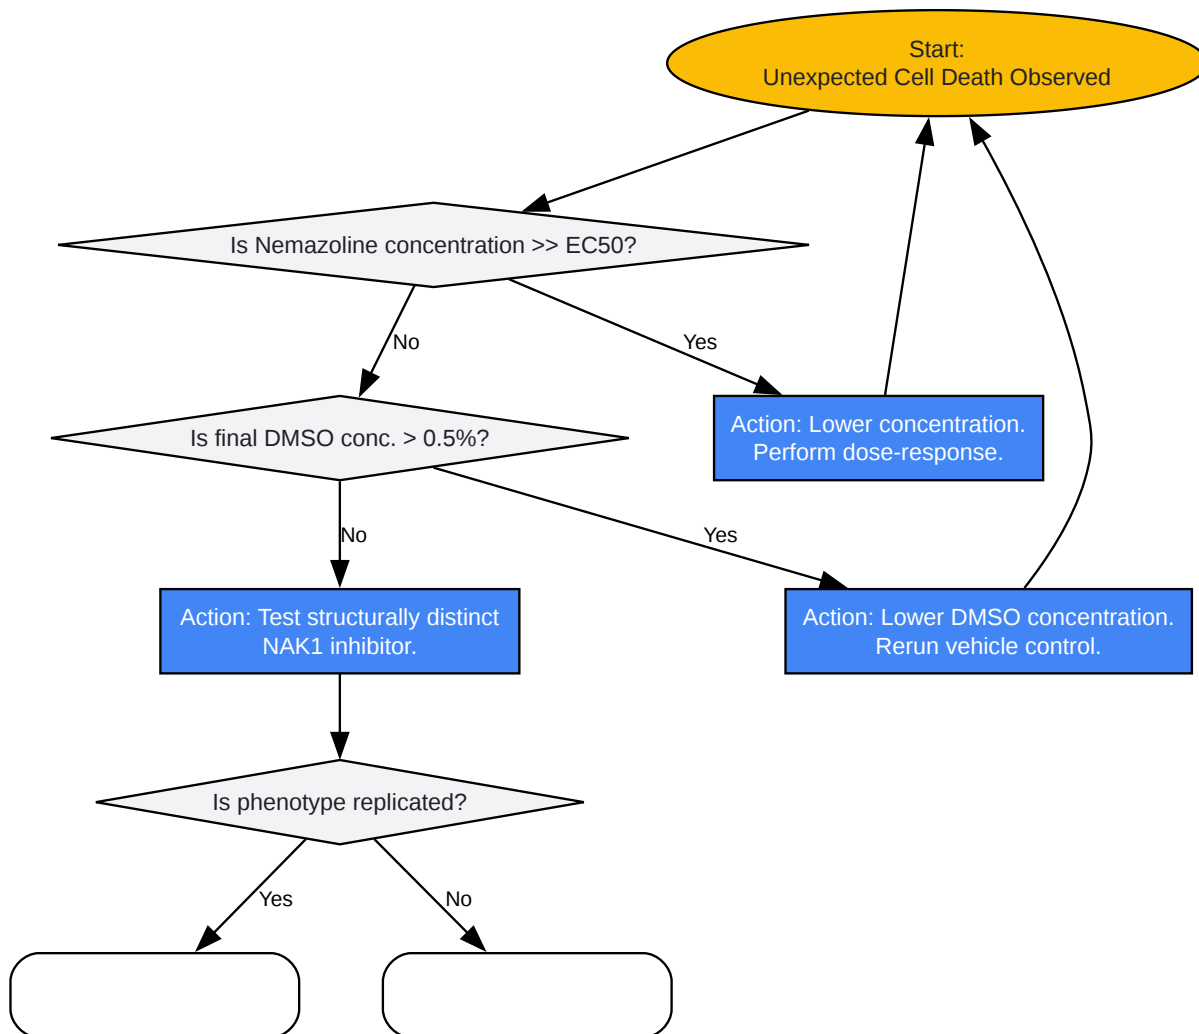 Start:
Unexpected Cell Death Observed
Is Nemazoline concentration >> EC50?
No
Yes
Is final DMSO conc. > 0.5%?
Action: Lower concentration.
Perform dose-response.
No
Yes
Action: Test structurally distinct
NAK1 inhibitor.
Action: Lower DMSO concentration.
Rerun vehicle control.
Is phenotype replicated?
Yes
No